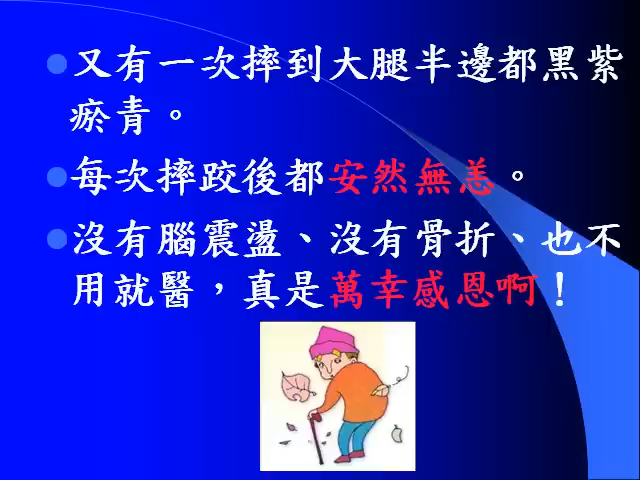 又有一次摔到大腿半邊都黑紫
瘀青。
每次摔跤後都安然無恙。
沒有腦震盪、沒有骨折、也不
用就醫，真是萬幸感恩啊！